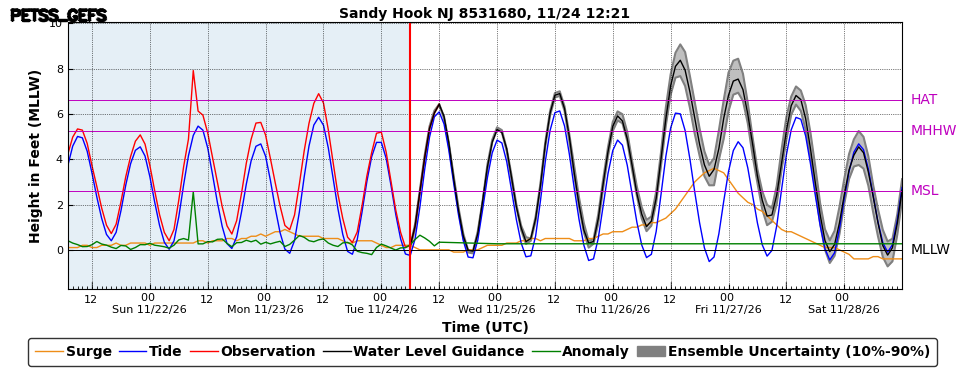 PETSS_GEFS
Sandy Hook NJ 8531680, 11/24 12:21
Height in Feet (MLLW)
10
8
6
4
2
0
HAT
MHHW
MSL
MLLW
12 00 12 00 12 00 12 00 12 00 12 00 12 00
Sun 11/22/26 Mon 11/23/26 Tue 11/24/26 Wed 11/25/26 Thu 11/26/26 Fri 11/27/26 Sat 11/28/26
Time (UTC)
Surge Tide Observation Water Level Guidance Anomaly Ensemble Uncertainty (10%-90%)